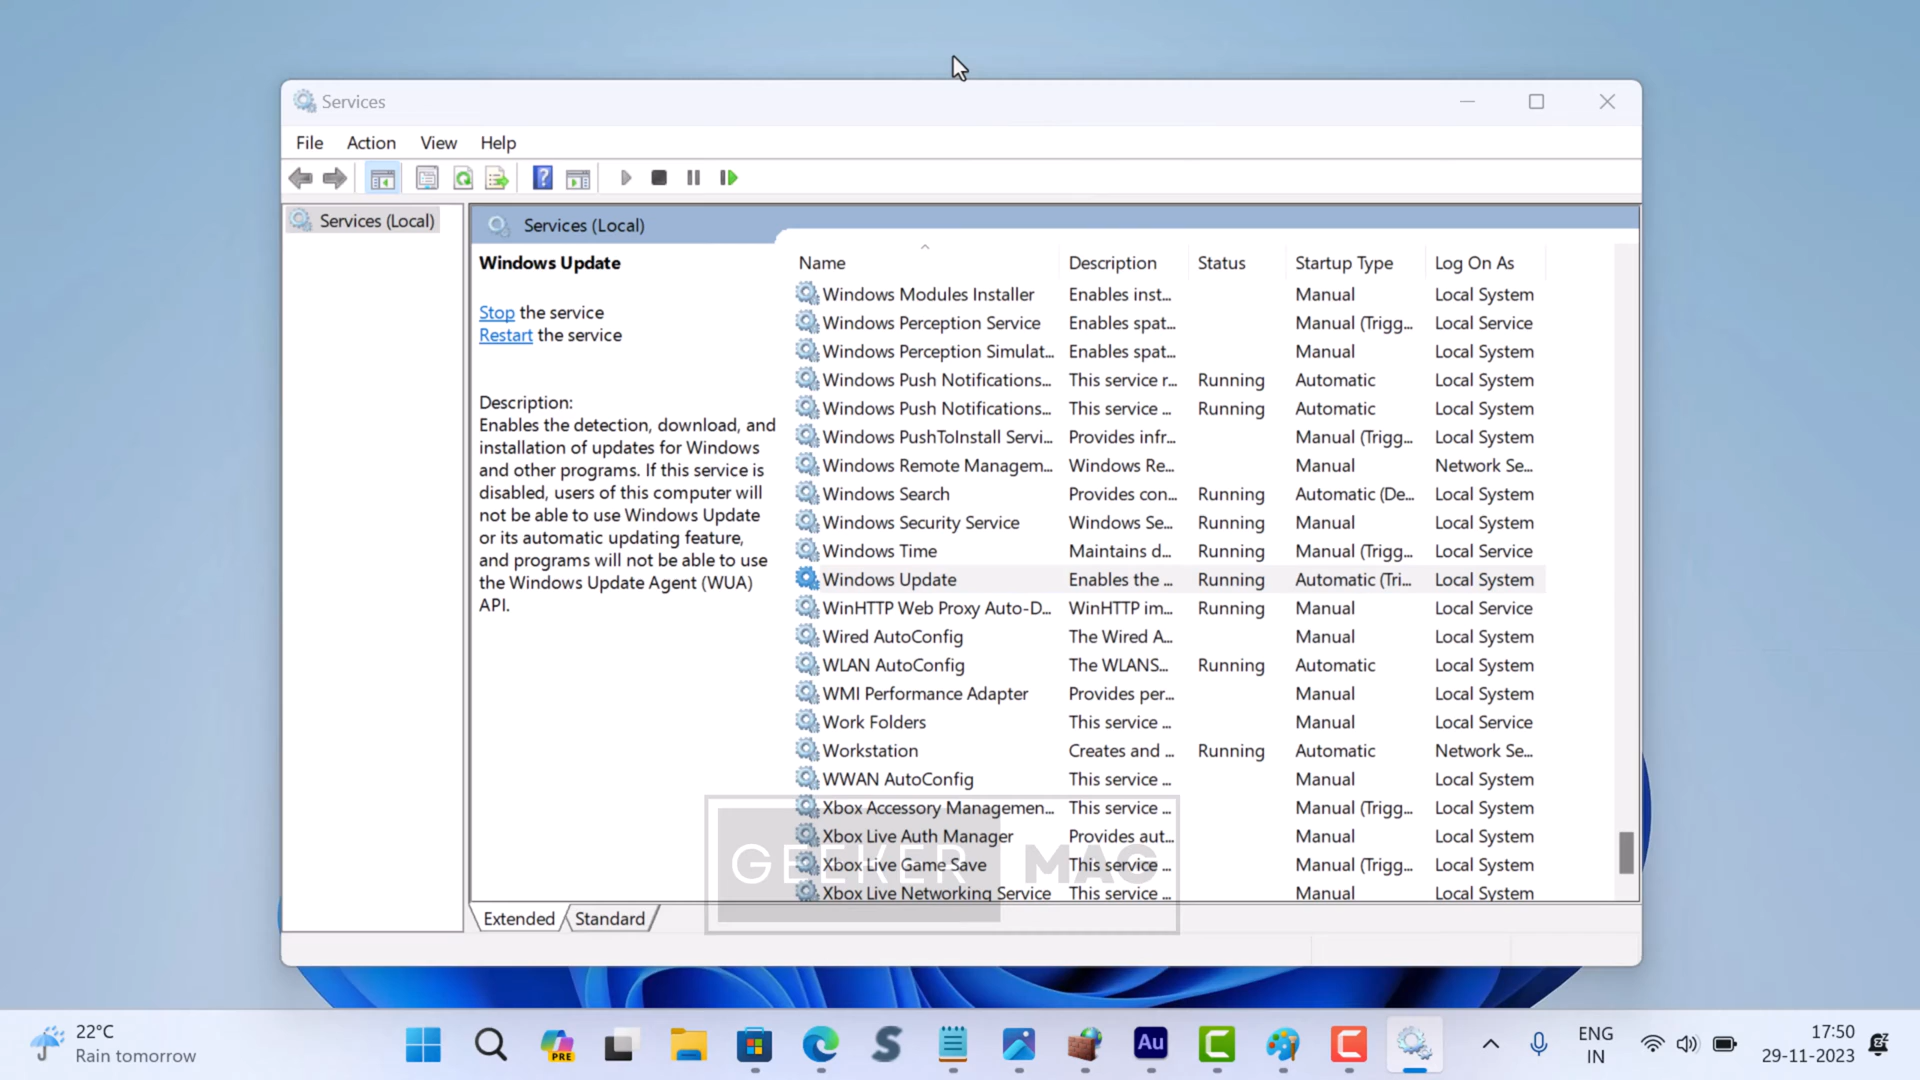 Services
File Action View Help
Services (Local)
Services (Local)
Windows Update
Stop the service
Restart the service
Description:
Enables the detection, download, and
installation of updates for Windows
and other programs. If this service is
disabled, users of this computer will
not be able to use Windows Update
or its automatic updating feature,
and programs will not be able to use
the Windows Update Agent (WUA)
API.
Name Description Status Startup Type Log On As
Windows Modules Installer Enables inst... Manual Local System
Windows Perception Service Enables spat... Manual (Trigg... Local Service
Windows Perception Simulat... Enables spat... Manual Local System
Windows Push Notifications... This service r... Running Automatic Local System
Windows Push Notifications... This service ... Running Automatic Local System
Windows PushToInstall Servi... Provides infr... Manual (Trigg... Local System
Windows Remote Managem... Windows Re... Manual Network Se...
Windows Search Provides con... Running Automatic (De... Local System
Windows Security Service Windows Se... Running Manual Local System
Windows Time Maintains d... Running Manual (Trigg... Local Service
Windows Update Enables the ... Running Automatic (Tri... Local System
WinHTTP Web Proxy Auto-D... WinHTTP im... Running Manual Local Service
Wired AutoConfig The Wired A... Manual Local System
WLAN AutoConfig The WLANS... Running Automatic Local System
WMI Performance Adapter Provides per... Manual Local System
Work Folders This service ... Manual Local Service
Workstation Creates and ... Running Automatic Network Se...
WWAN AutoConfig This service ... Manual Local System
Xbox Accessory Managemen... This service ... Manual (Trigg... Local System
Xbox Live Auth Manager Provides aut... Manual Local System
Xbox Live Game Save This service ... Manual (Trigg... Local System
Xbox Live Networking Service This service ... Manual Local System
GEEKER MAG
Extended Standard
22°C
Rain tomorrow
PRE
Au
ENG
IN
17:50
29-11-2023